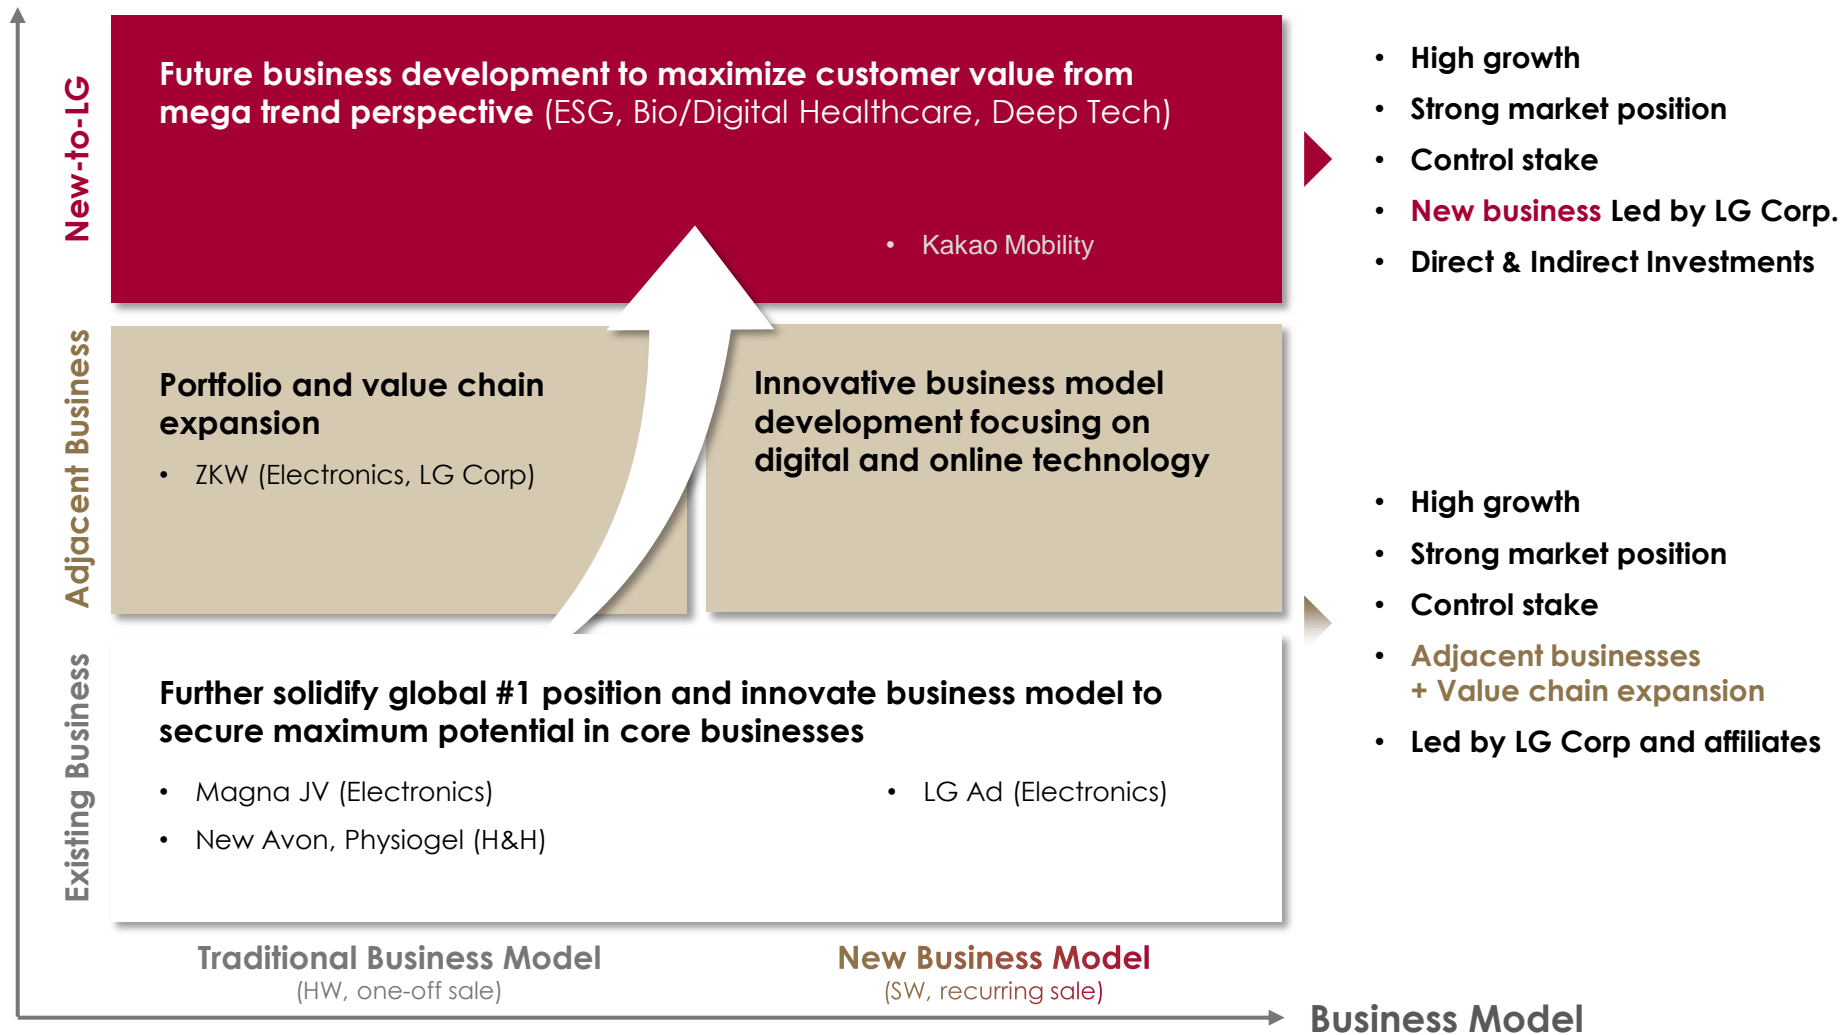 New-to-LG
Future business development to maximize customer value from
mega trend perspective (ESG, Bio/Digital Healthcare, Deep Tech)
• Kakao Mobility
• High growth
• Strong market position
• Control stake
• New business Led by LG Corp.
• Direct & Indirect Investments
Adjacent Business
Portfolio and value chain
expansion
• ZKW (Electronics, LG Corp)
Innovative business model
development focusing on
digital and online technology
• High growth
• Strong market position
• Control stake
• Adjacent businesses
+ Value chain expansion
• Led by LG Corp and affiliates
Existing Business
Further solidify global #1 position and innovate business model to
secure maximum potential in core businesses
• Magna JV (Electronics)
• New Avon, Physiogel (H&H)
• LG Ad (Electronics)
Traditional Business Model
(HW, one-off sale)
New Business Model
(SW, recurring sale)
Business Model